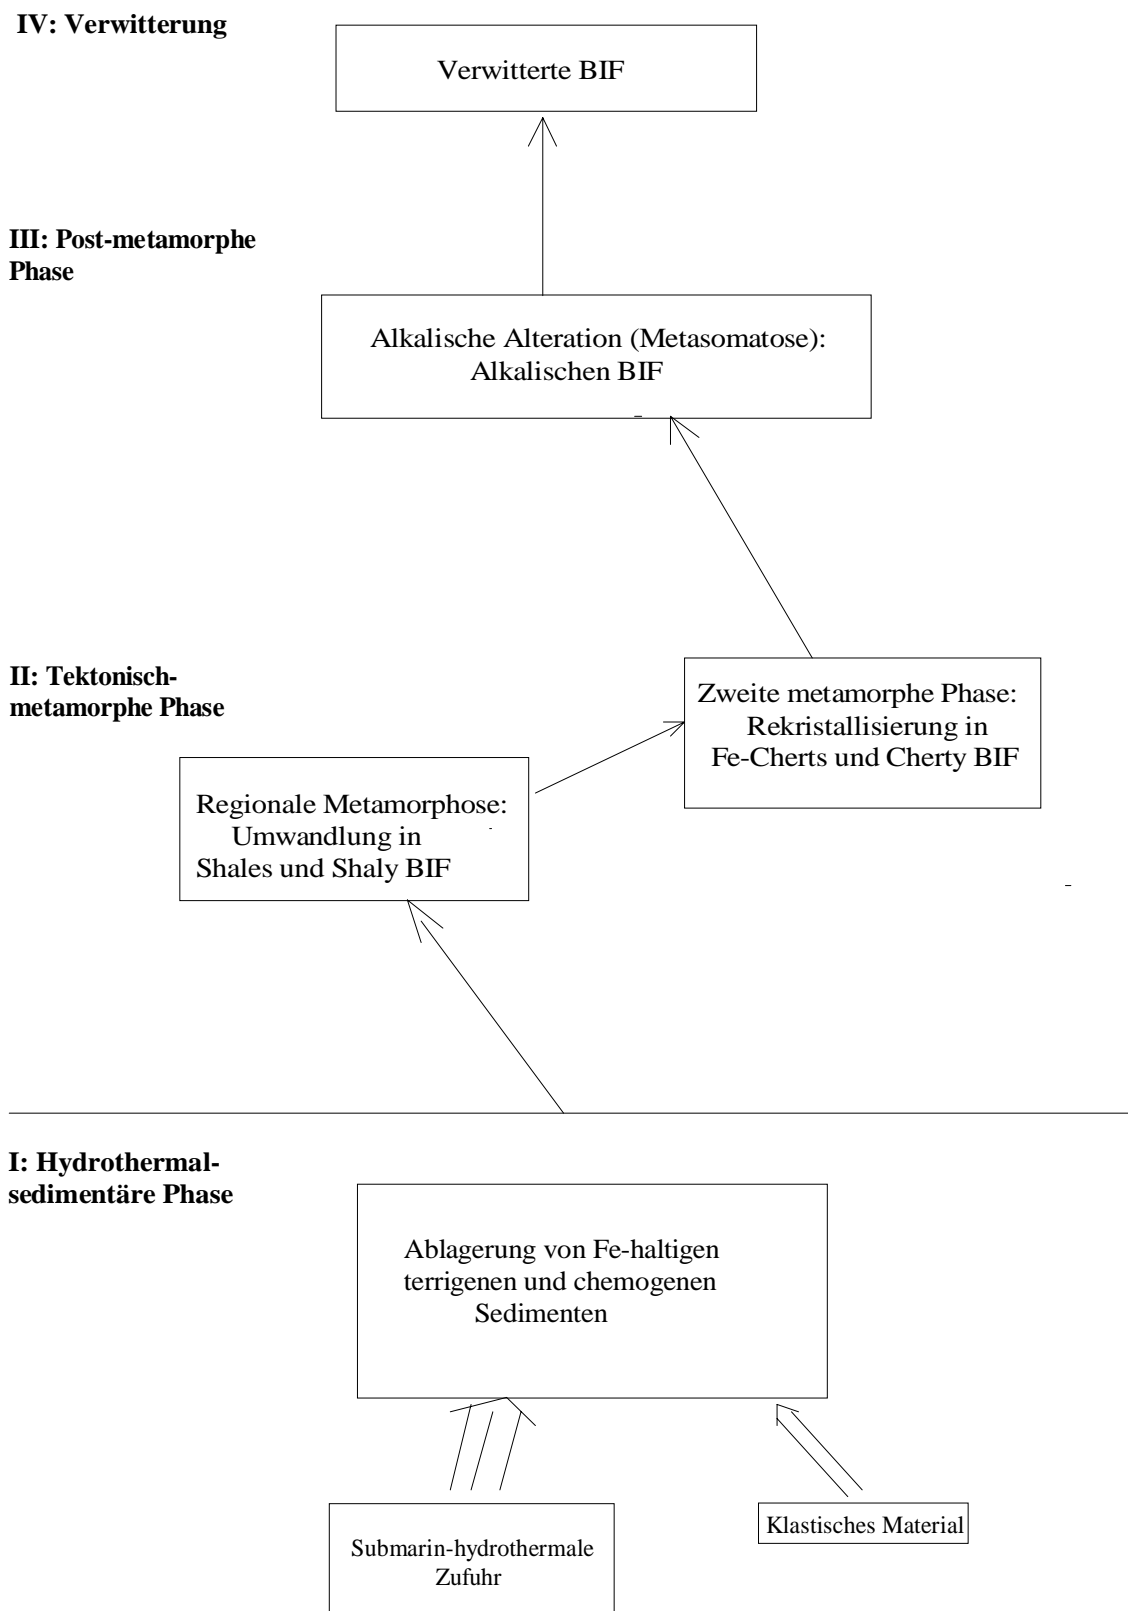 IV: Verwitterung
Verwitterte BIF
III: Post-metamorphe
Phase
Alkalische Alteration (Metasomatose):
Alkalischen BIF
II: Tektonisch-
metamorphe Phase
Zweite metamorphe Phase:
Rekristallisierung in
Fe-Cherts und Cherty BIF
Regionale Metamorphose:
Umwandlung in
Shales und Shaly BIF
I: Hydrothermal-
sedimentäre Phase
Ablagerung von Fe-haltigen
terrigenen und chemogenen
Sedimenten
Submarin-hydrothermale
Zufuhr
Klastisches Material